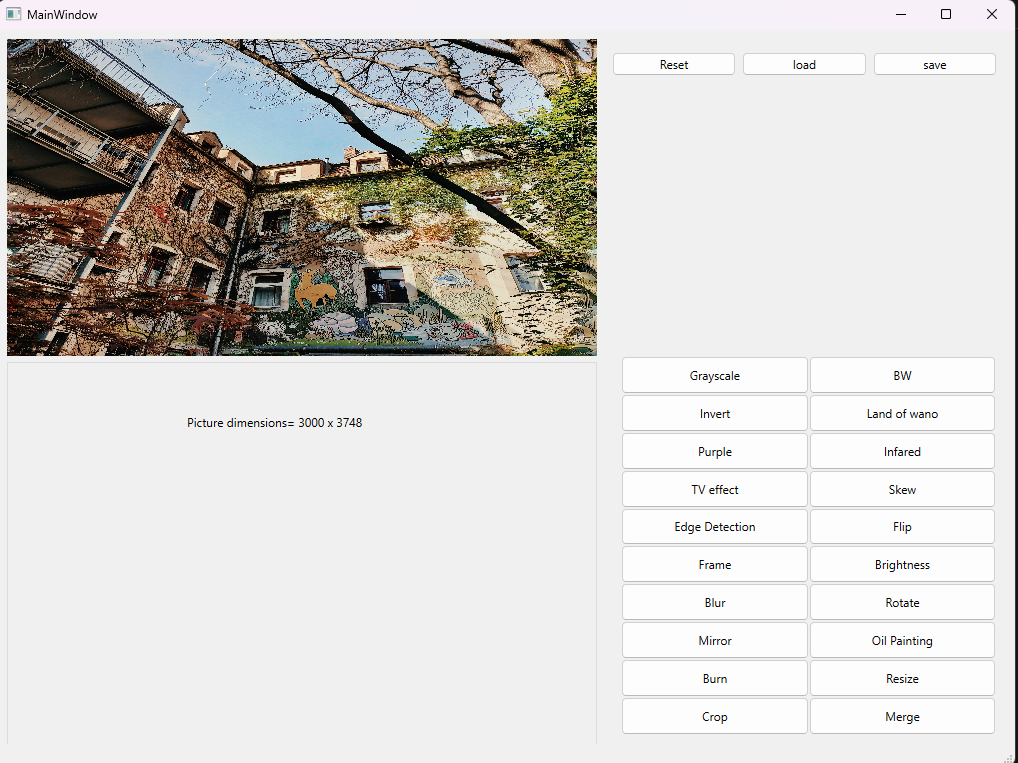 MainWindow
Reset load save
Picture dimensions= 3000 x 3748
Grayscale BW
Invert Land of wano
Purple Infared
TV effect Skew
Edge Detection Flip
Frame Brightness
Blur Rotate
Mirror Oil Painting
Burn Resize
Crop Merge